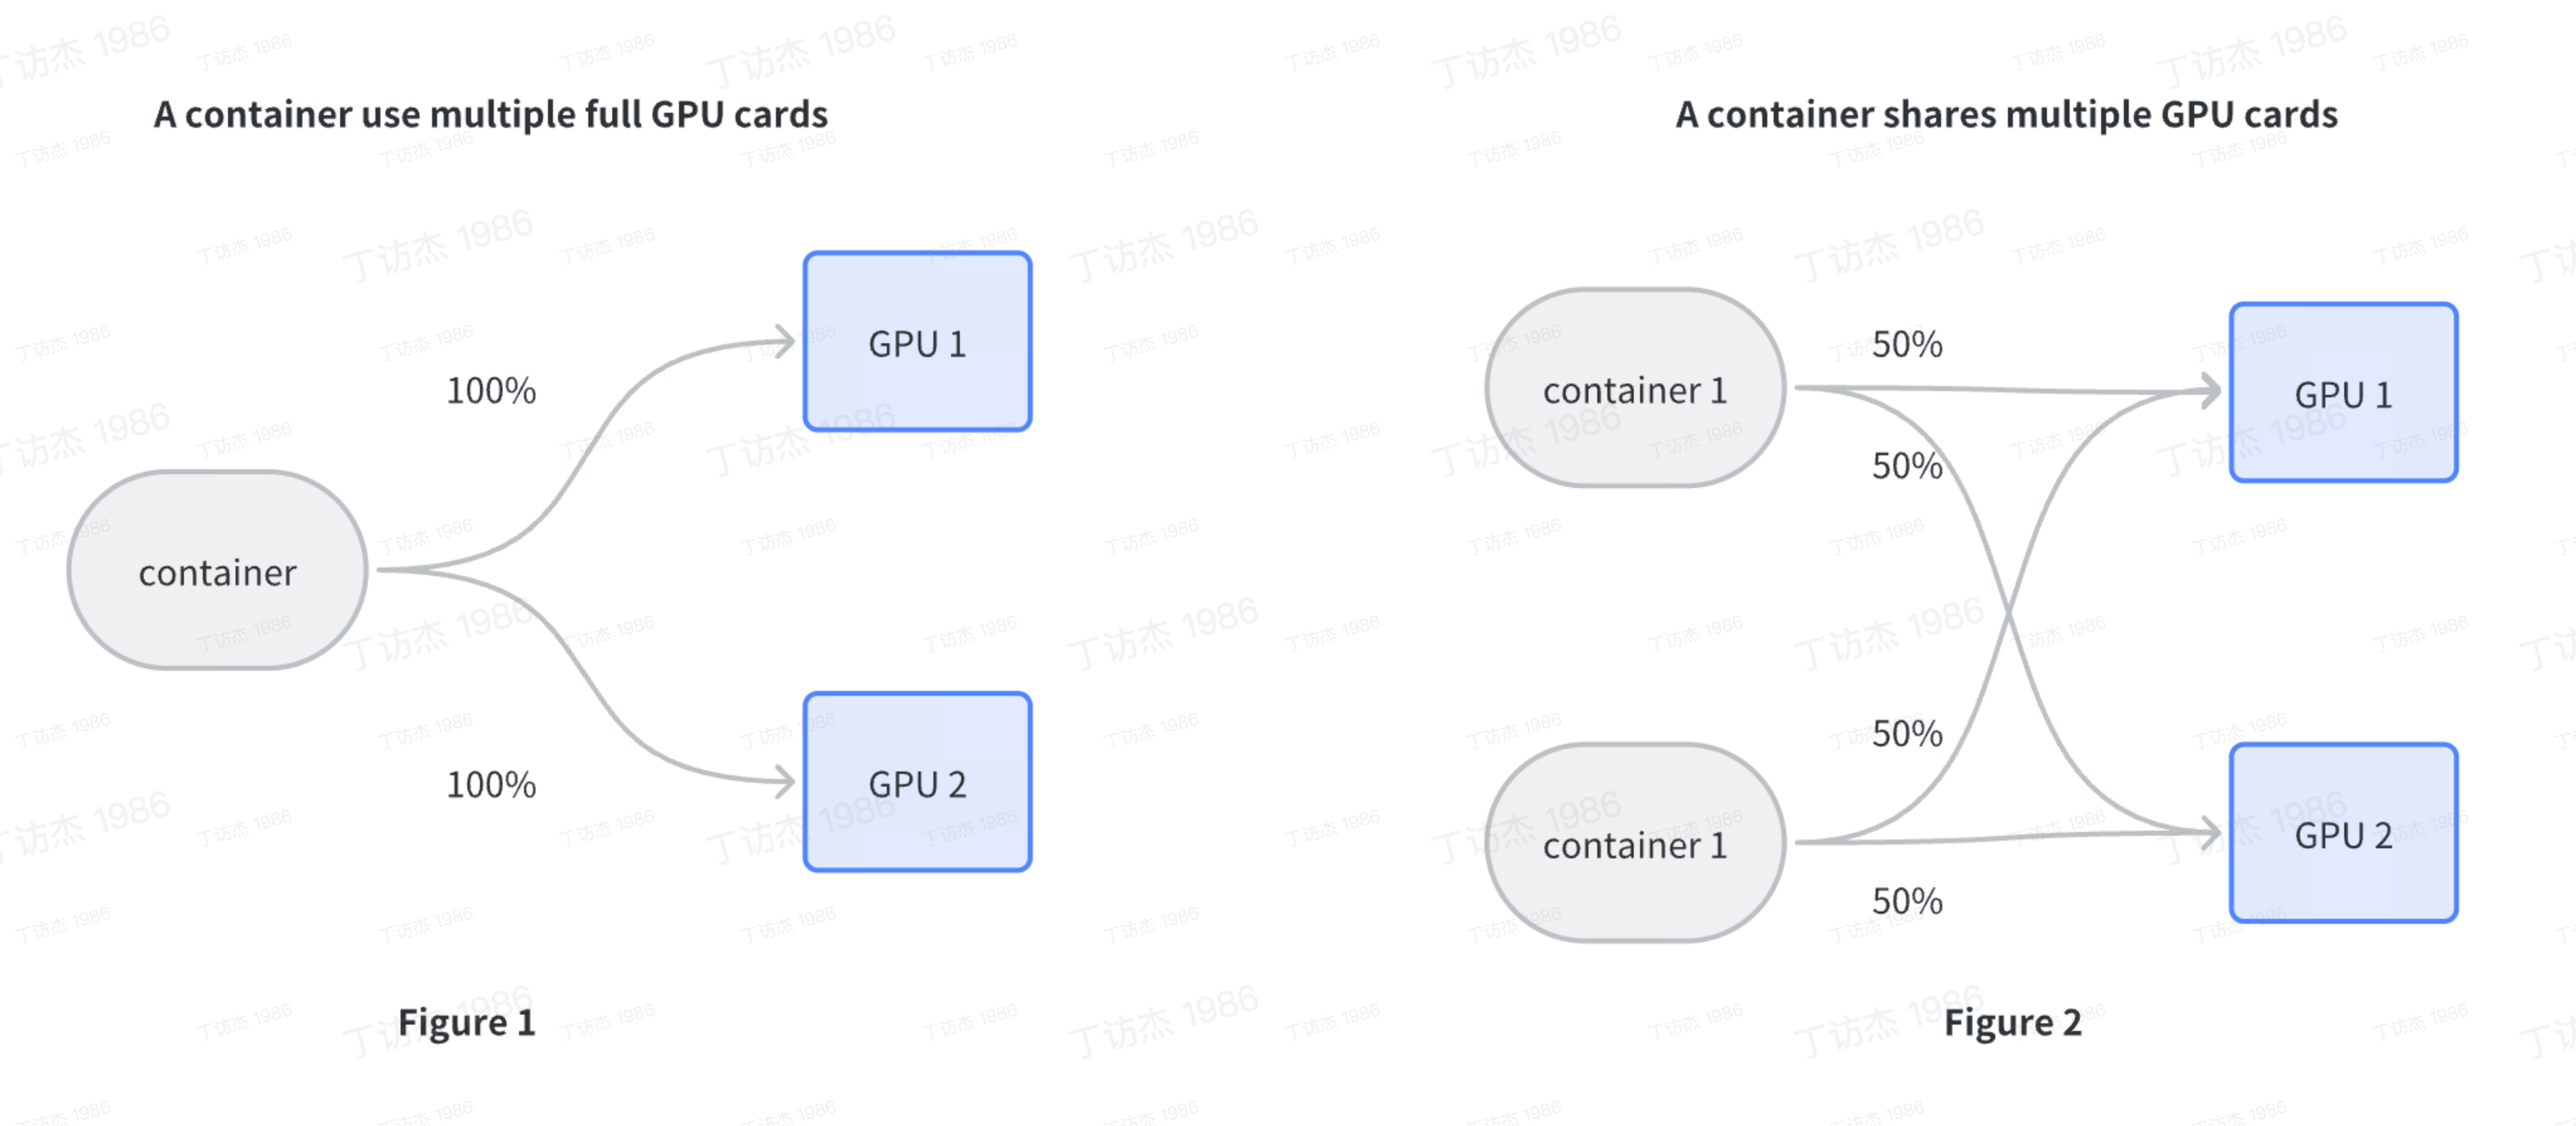 A container use multiple full GPU cards
GPU 1
100%
container
100%
GPU 2
Figure 1
A container shares multiple GPU cards
container 1
50%
50%
GPU 1
50%
container 1
50%
GPU 2
Figure 2
丁访杰 1986